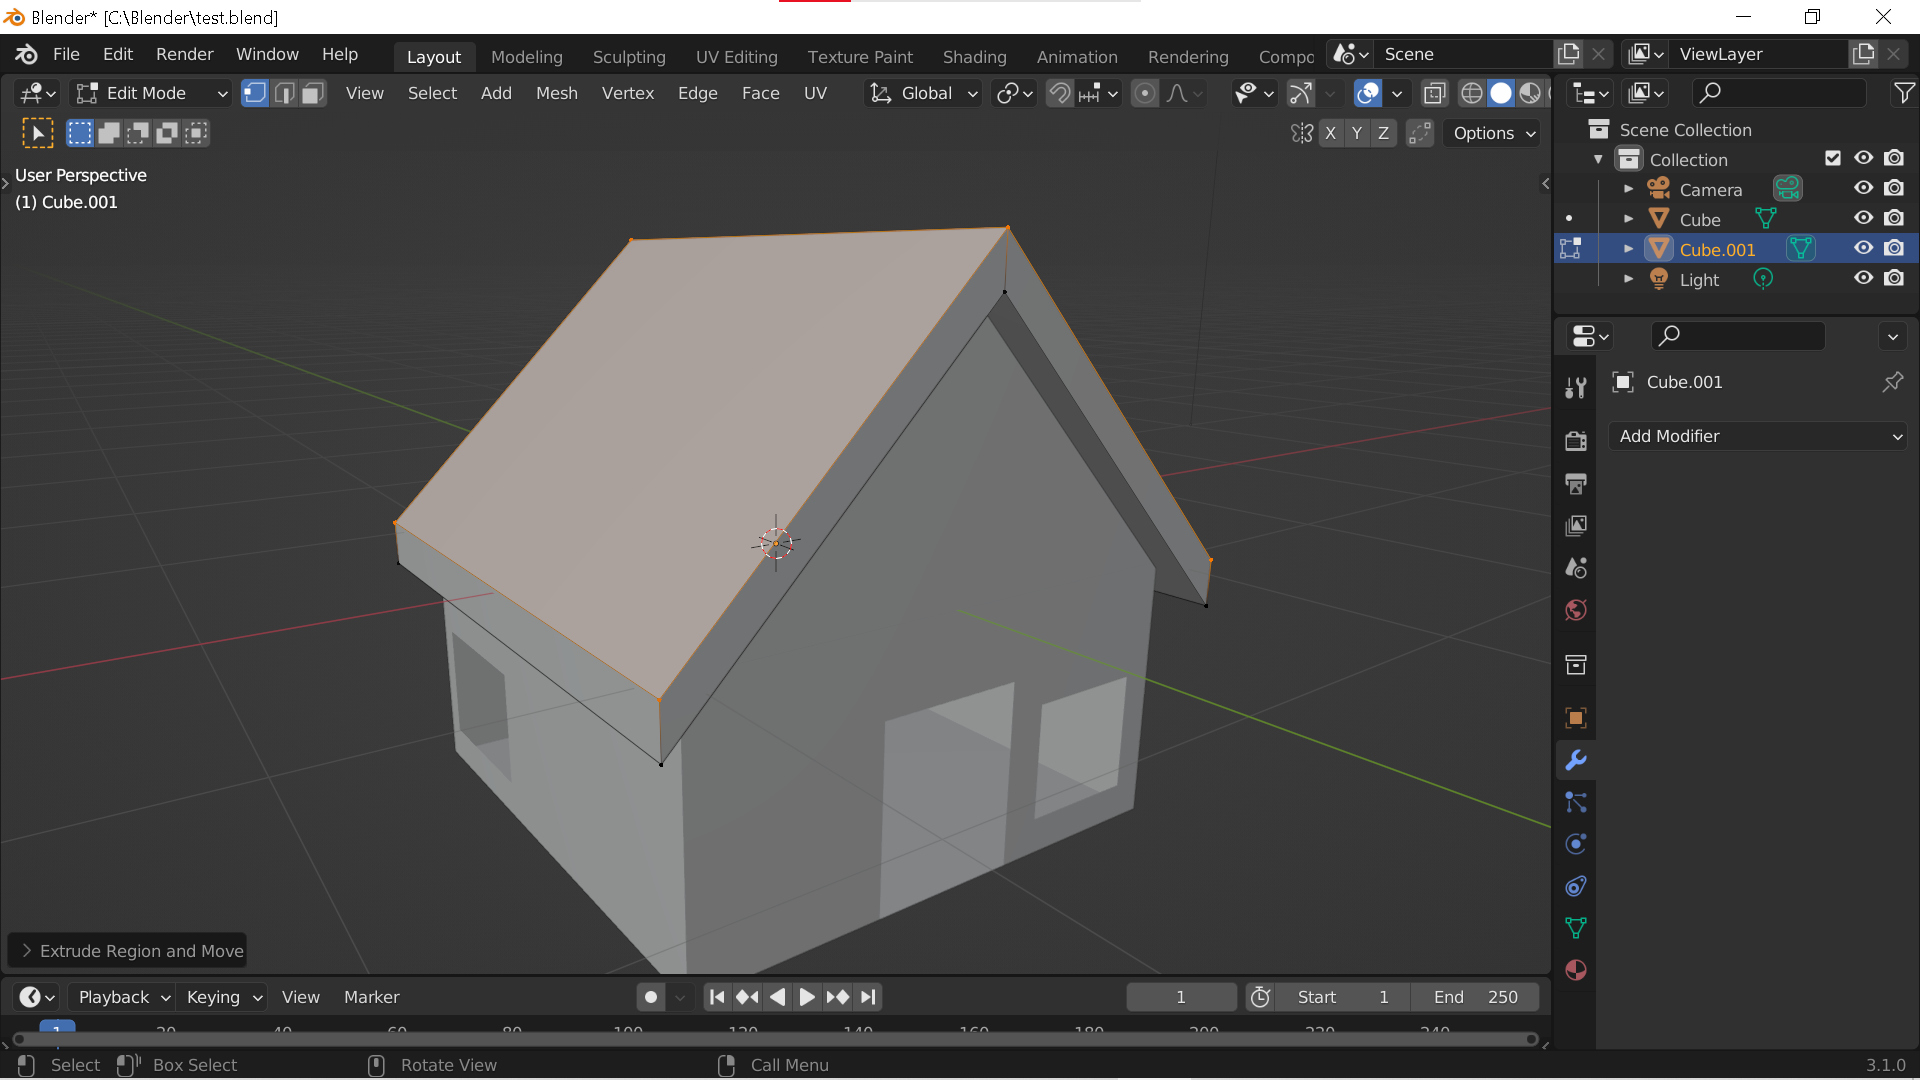 Blender* [C:\Blender\test.blend]
File Edit Render Window Help Layout Modeling Sculpting UV Editing Texture Paint Shading Animation Rendering Compo Scene ViewLayer
Edit Mode View Select Add Mesh Vertex Edge Face UV Global
X Y Z Options
User Perspective
(1) Cube.001
Scene Collection
Collection
Camera
Cube
Cube.001
Light
Cube.001
Add Modifier
Extrude Region and Move
Playback Keying View Marker 1 Start 1 End 250
1 20 40 60 80 100 120 140 160 180 200 220 240
Select Box Select Rotate View Call Menu 3.1.0